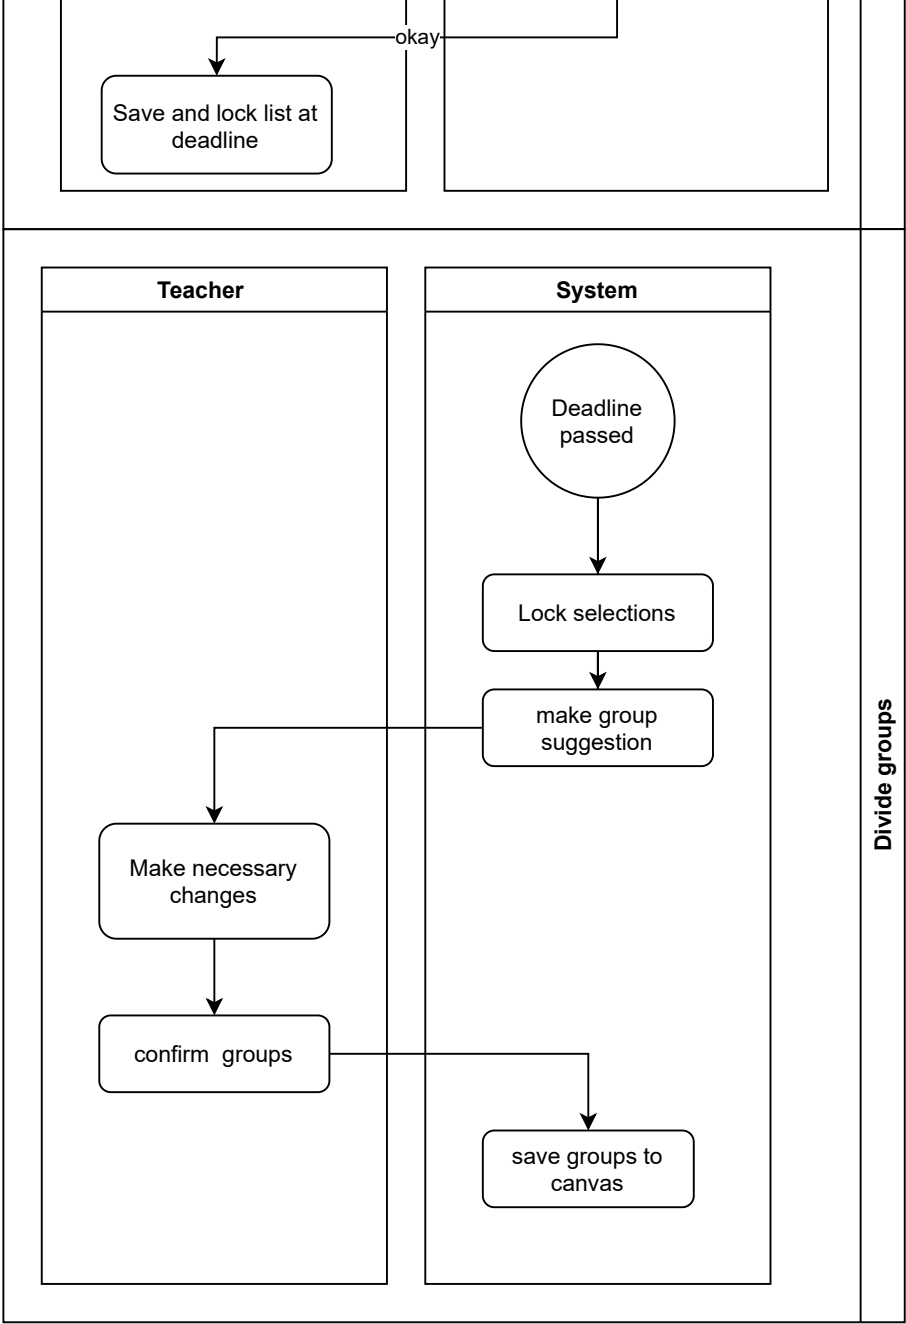 okay
Save and lock list at
deadline
Teacher
System
Deadline
passed
Lock selections
make group
suggestion
Make necessary
changes
confirm  groups
save groups to
canvas
Divide groups